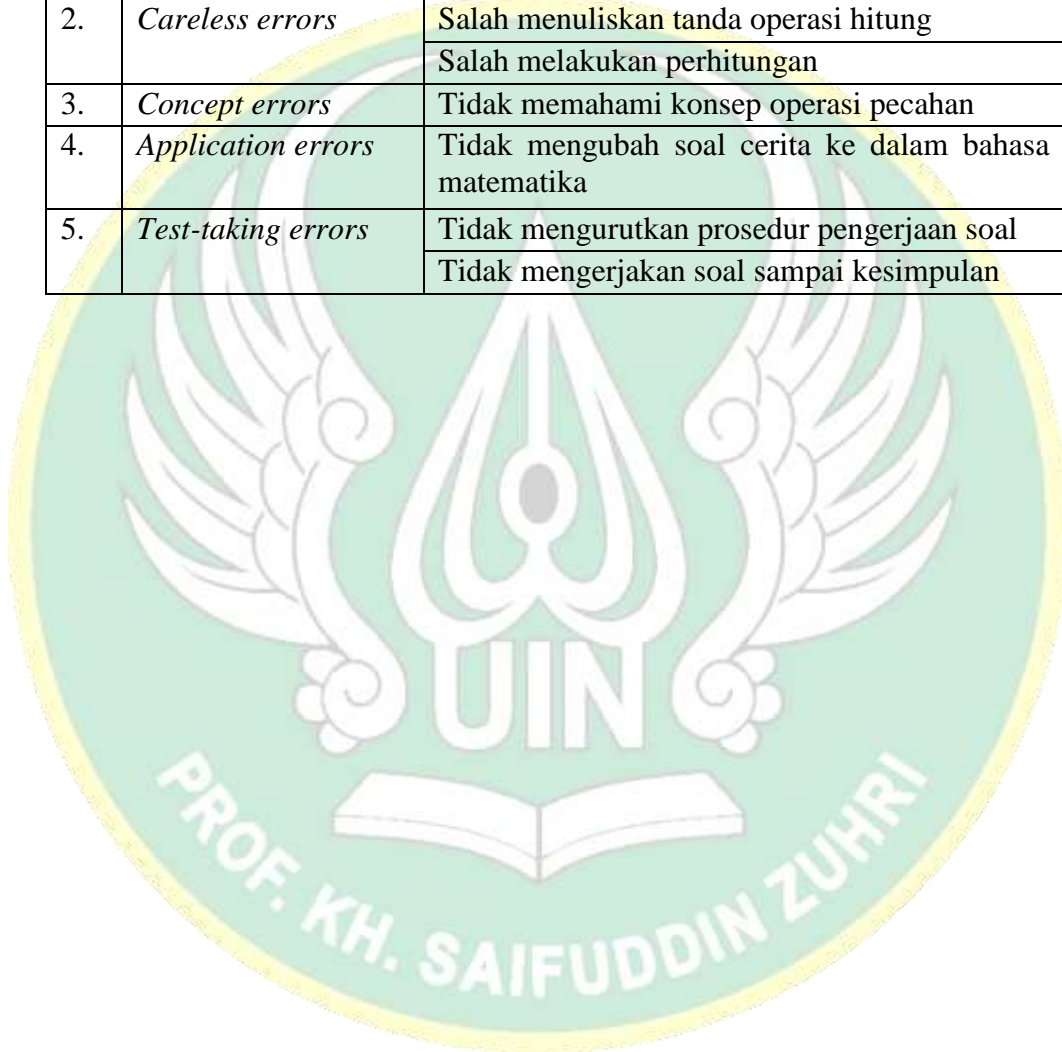 2. Careless errors Salah menuliskan tanda operasi hitung
Salah melakukan perhitungan
3. Concept errors Tidak memahami konsep operasi pecahan
4. Application errors Tidak mengubah soal cerita ke dalam bahasa
matematika
5. Test-taking errors Tidak mengurutkan prosedur pengerjaan soal
Tidak mengerjakan soal sampai kesimpulan
UIN
PROF. KH. SAIFUDDIN ZUHRI